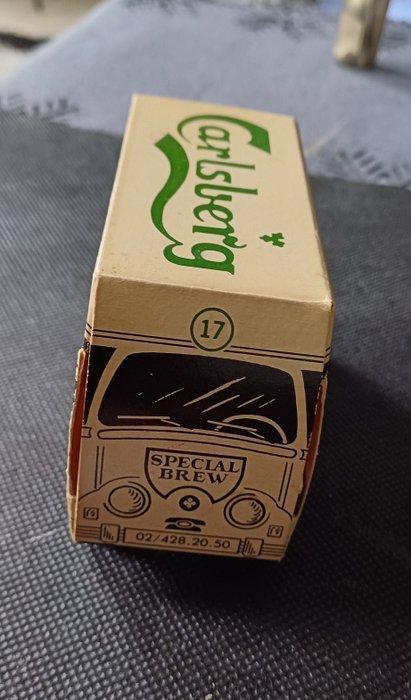 Carlsberg
17
SPECIAL
BREW
02/428.20.50